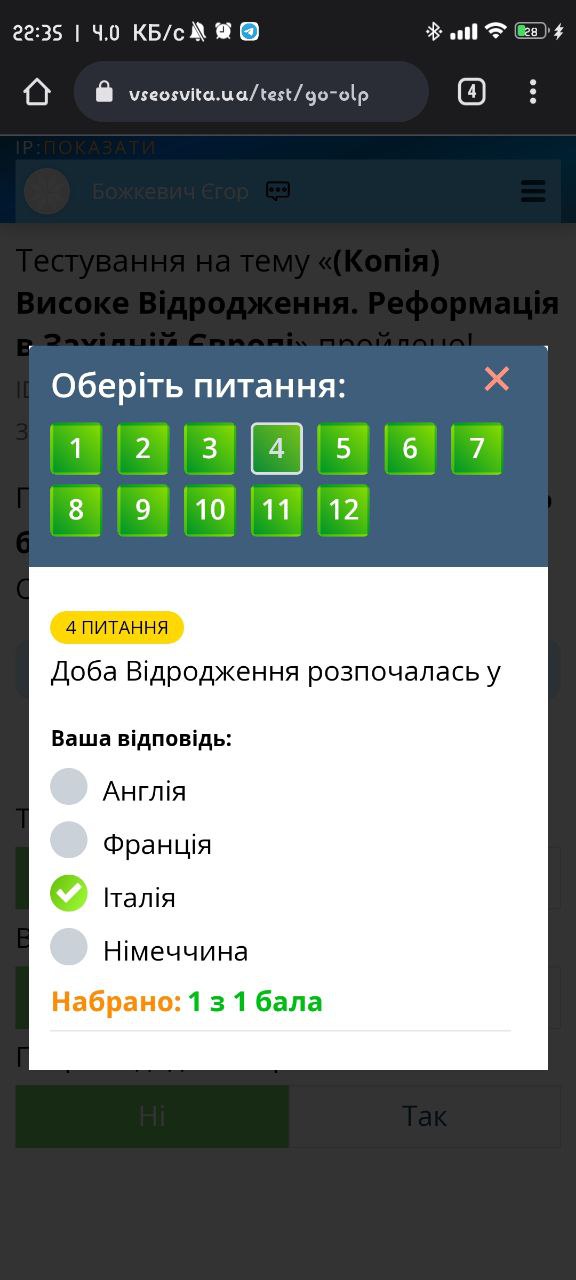 22:35 | 4.0 КБ/с
28
vseosvita.ua/test/go-olp
4
IP:ПОКАЗАТИ
Божкевич Єгор
Тестування на тему «(Копія)
Високе Відродження. Реформація
в Західній Європі» пройдено!
Оберіть питання:
1 2 3 4 5 6 7
8 9 10 11 12
4 ПИТАННЯ
Доба Відродження розпочалась у
Ваша відповідь:
Англія
Франція
Італія
Німеччина
Набрано: 1 з 1 бала
Ні Так